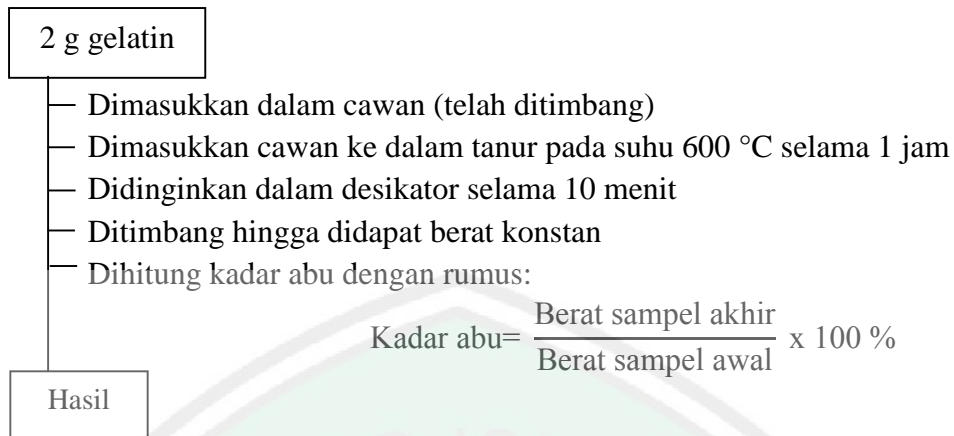 2 g gelatin
Dimasukkan dalam cawan (telah ditimbang)
Dimasukkan cawan ke dalam tanur pada suhu 600 °C selama 1 jam
Didinginkan dalam desikator selama 10 menit
Ditimbang hingga didapat berat konstan
Dihitung kadar abu dengan rumus:
Kadar abu= Berat sampel akhir / Berat sampel awal x 100 %
Hasil